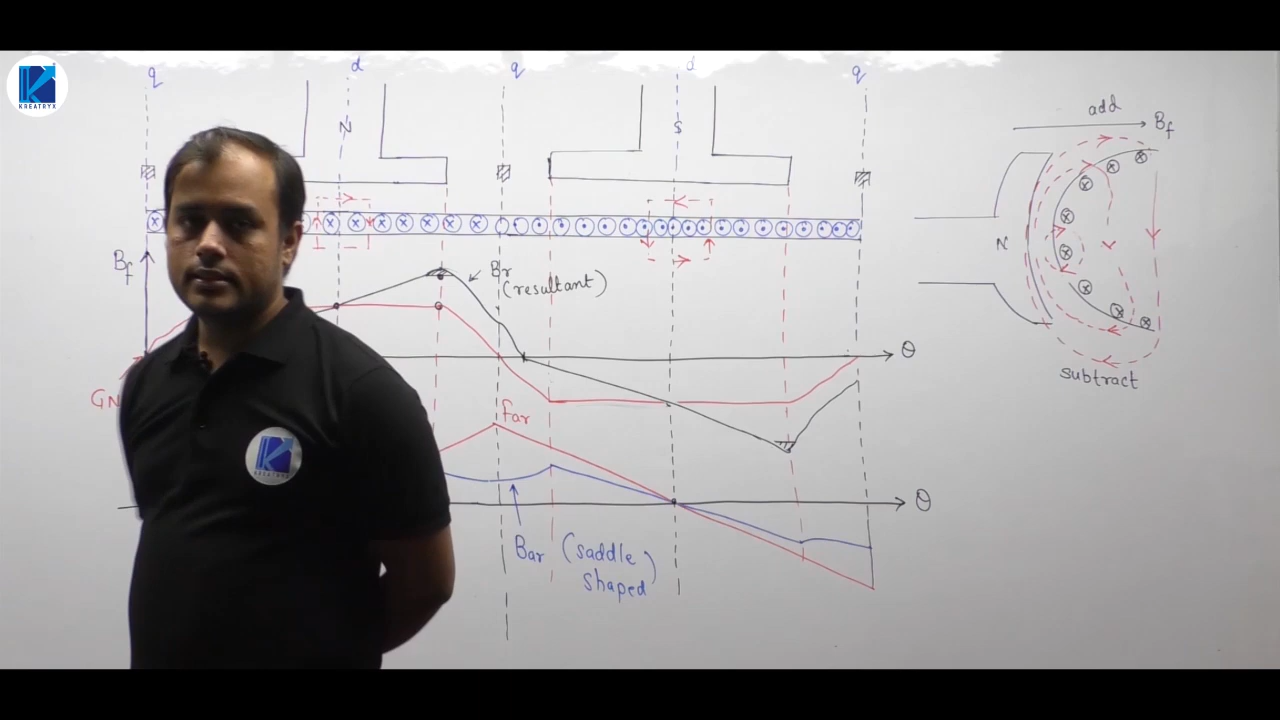 q
d
q
d
q
KREATRYX
N
S
add
Bf
Bf
Br
(resultant)
N
θ
GN
subtract
Far
θ
KREATRYX
Bar (saddle
shaped)